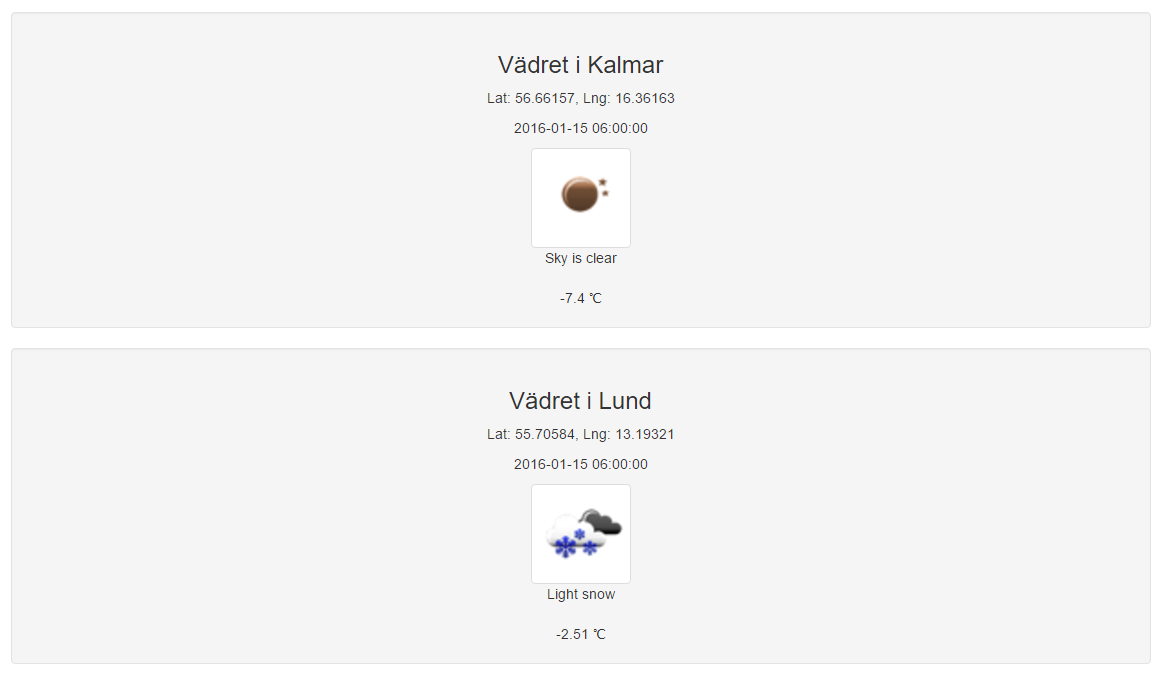 Vädret i Kalmar
Lat: 56.66157, Lng: 16.36163
2016-01-15 06:00:00
Sky is clear
-7.4 ℃
Vädret i Lund
Lat: 55.70584, Lng: 13.19321
2016-01-15 06:00:00
Light snow
-2.51 ℃